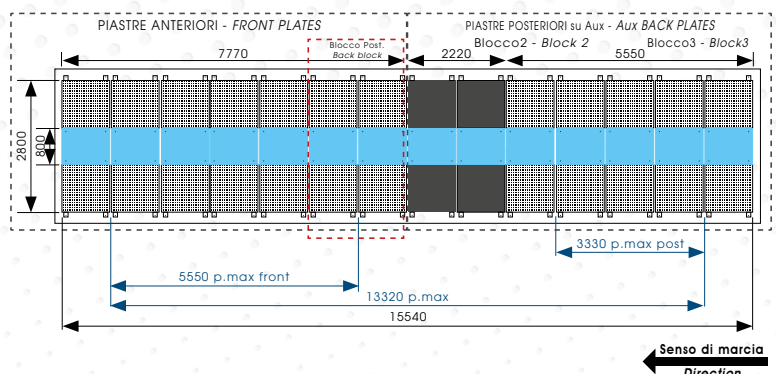 PIASTRE ANTERIORI - FRONT PLATES
PIASTRE POSTERIORI su Aux - Aux BACK PLATES
Blocco Post.
Back block
Blocco2 - Block 2
Blocco3 - Block3
7770
2220
5550
2800
800
3330 p.max post
5550 p.max front
13320 p.max
15540
Senso di marcia
Direction